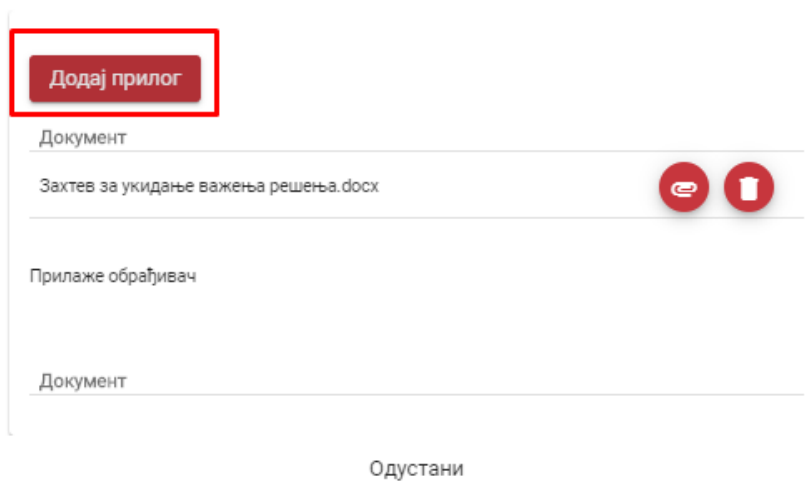 Додај прилог
Документ
Захтев за укидање важења решења.docx
Прилаже обрађивач
Документ
Одустани